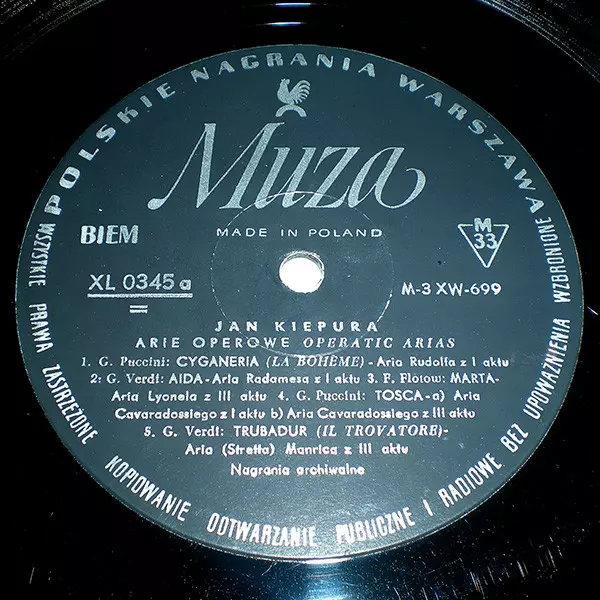 POLSKIE NAGRANIA WARSZAWA
Muza
MADE IN POLAND
BIEM
M
33
XL 0345 a
M-3 XW-699
JAN KIEPURA
ARIE OPEROWE OPERATIC ARIAS
1. G. Puccini: CYGANERIA (LA BOHÈME) - Aria Rudolfa z I aktu
2: G. Verdi: AIDA - Aria Radamesa z I aktu 3. F. Flotow: MARTA-
Aria Lyonela z III aktu 4. G. Puccini: TOSCA - a) Aria
Cavaradossiego z I aktu b) Aria Cavaradossiego z III aktu
5. G. Verdi: TRUBADUR (IL TROVATORE) -
Aria (Stretta) Manrica z III aktu
Nagrania archiwalne
WSZYSTKIE PRAWA ZASTRZEŻONE KOPIOWANIE ODTWARZANIE PUBLICZNE I RADIOWE BEZ UPOWAŻNIENIA WZBRONIONE